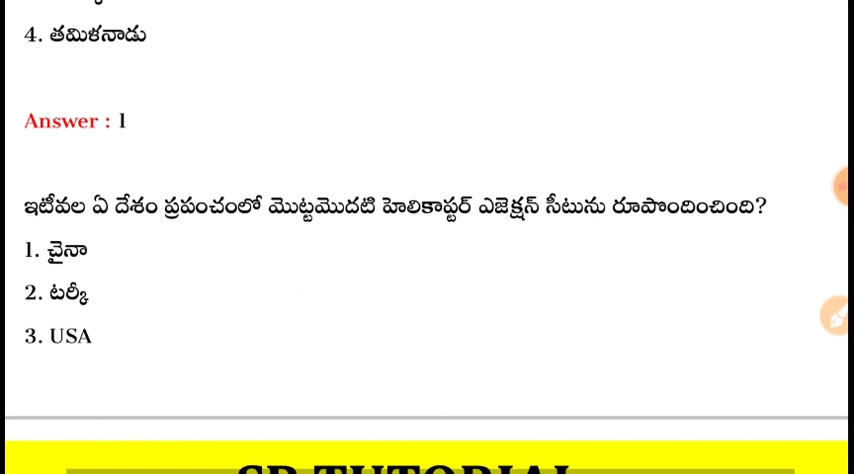 4. తమిళనాడు
Answer : 1
ఇటీవల ఏ దేశం ప్రపంచంలో మొట్టమొదటి హెలికాప్టర్ ఎజెక్షన్ సీటును రూపొందించింది?
1. చైనా
2. టర్కీ
3. USA